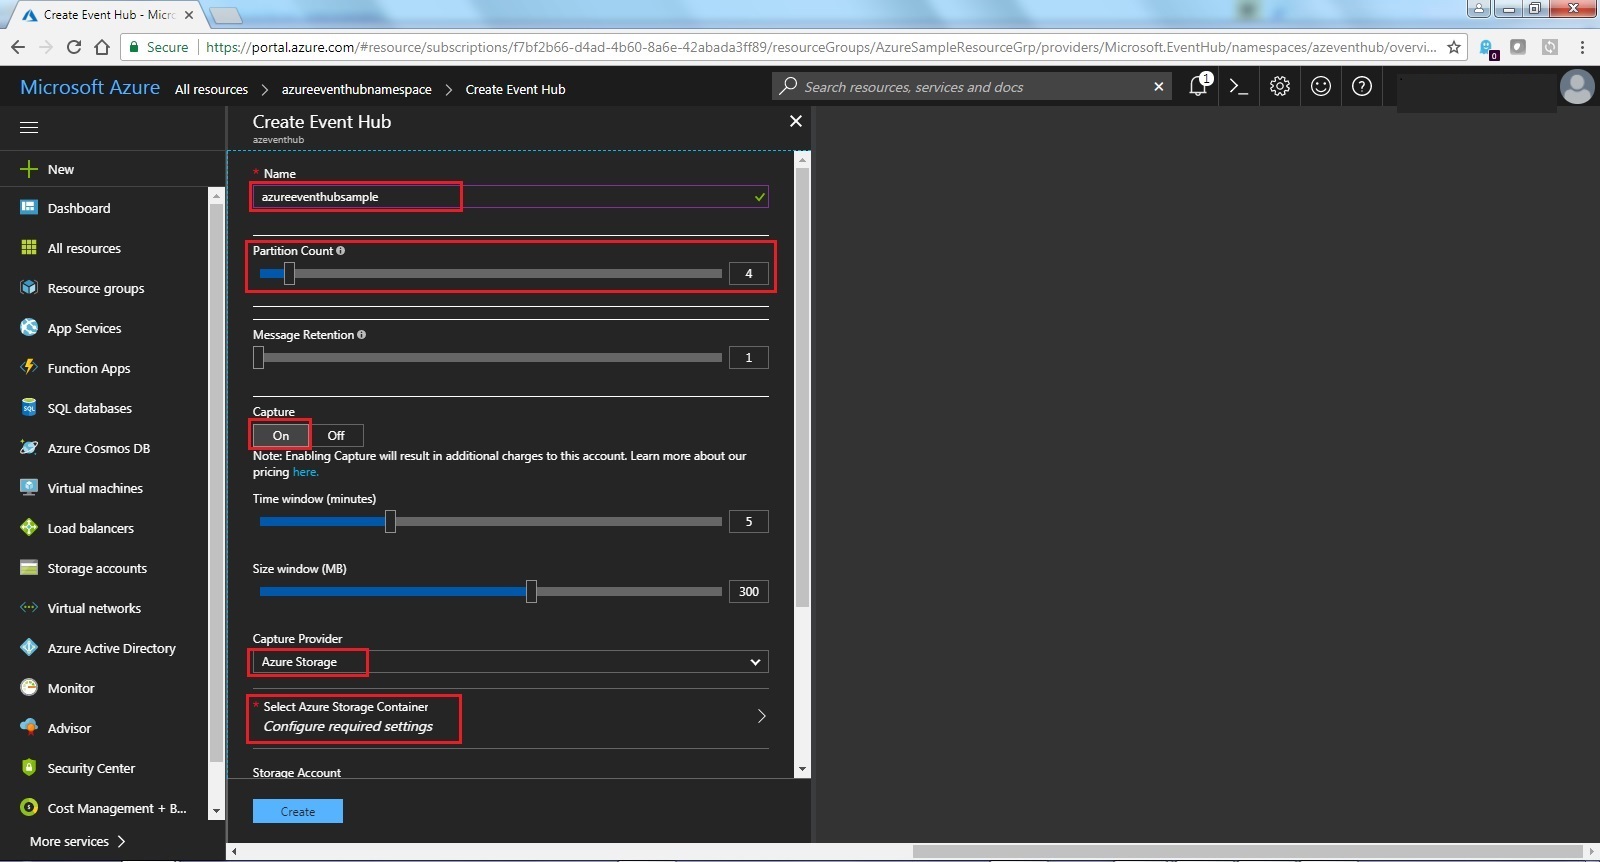 Create Event Hub - Micr
Secure
https://portal.azure.com/#resource/subscriptions/f7bf2b66-d4ad-4b60-8a6e-42abada3ff89/resourceGroups/AzureSampleResourceGrp/providers/Microsoft.EventHub/namespaces/azeventhub/overvi...
0
Microsoft Azure
All resources
azureeventhubnamespace
Create Event Hub
Search resources, services and docs
1
New
Dashboard
All resources
Resource groups
App Services
Function Apps
SQL databases
Azure Cosmos DB
Virtual machines
Load balancers
Storage accounts
Virtual networks
Azure Active Directory
Monitor
Advisor
Security Center
Cost Management + B...
More services
Create Event Hub
azeventhub
* Name
azureeventhubsample
Partition Count
4
Message Retention
1
Capture
On
Off
Note: Enabling Capture will result in additional charges to this account. Learn more about our
pricing here.
Time window (minutes)
5
Size window (MB)
300
Capture Provider
Azure Storage
* Select Azure Storage Container
Configure required settings
Storage Account
Create